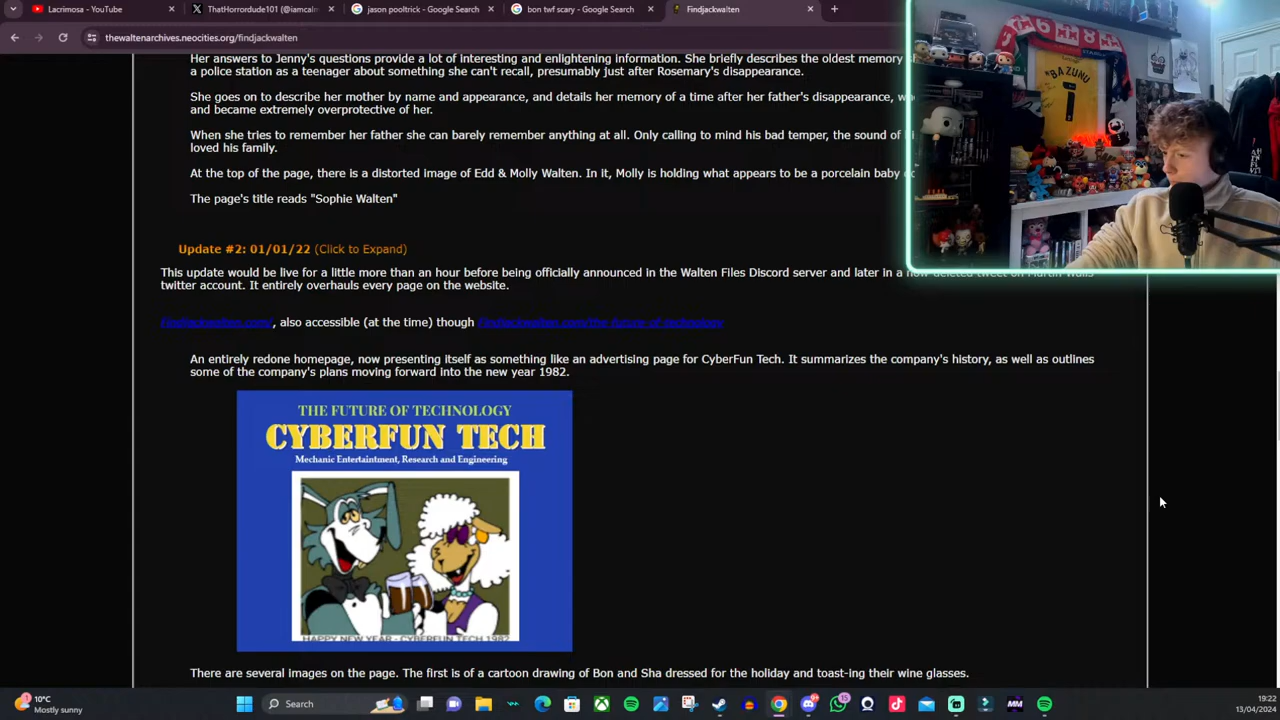 Lacrimosa - YouTube
ThatHorrordude101 (@iamcalm
jason pooltrick - Google Search
bon twf scary - Google Search
Findjackwalten
thewaltenarchives.neocities.org/findjackwalten
Her answers to Jenny's questions provide a lot of interesting and enlightening information. She briefly describes the oldest memory
a police station as a teenager about something she can't recall, presumably just after Rosemary's disappearance.
She goes on to describe her mother by name and appearance, and details her memory of a time after her father's disappearance,
and became extremely overprotective of her.
When she tries to remember her father she can barely remember anything at all. Only calling to mind his bad temper, the sound of
loved his family.
At the top of the page, there is a distorted image of Edd & Molly Walten. In it, Molly is holding what appears to be a porcelain baby
The page's title reads "Sophie Walten"
Update #2: 01/01/22 (Click to Expand)
This update would be live for a little more than an hour before being officially announced in the Walten Files Discord server and later in a now-deleted tweet on Martin Walls
twitter account. It entirely overhauls every page on the website.
Findjackwalten.com/, also accessible (at the time) though Findjackwalten.com/the-future-of-technology
An entirely redone homepage, now presenting itself as something like an advertising page for CyberFun Tech. It summarizes the company's history, as well as outlines
some of the company's plans moving forward into the new year 1982.
THE FUTURE OF TECHNOLOGY
CYBERFUN TECH
Mechanic Entertaintment, Research and Engineering
HAPPY NEW YEAR - CYBERFUN TECH 1982
There are several images on the page. The first is of a cartoon drawing of Bon and Sha dressed for the holiday and toast-ing their wine glasses.
BAZUNU
1
10°C
Mostly sunny
Search
15
19:22
13/04/2024